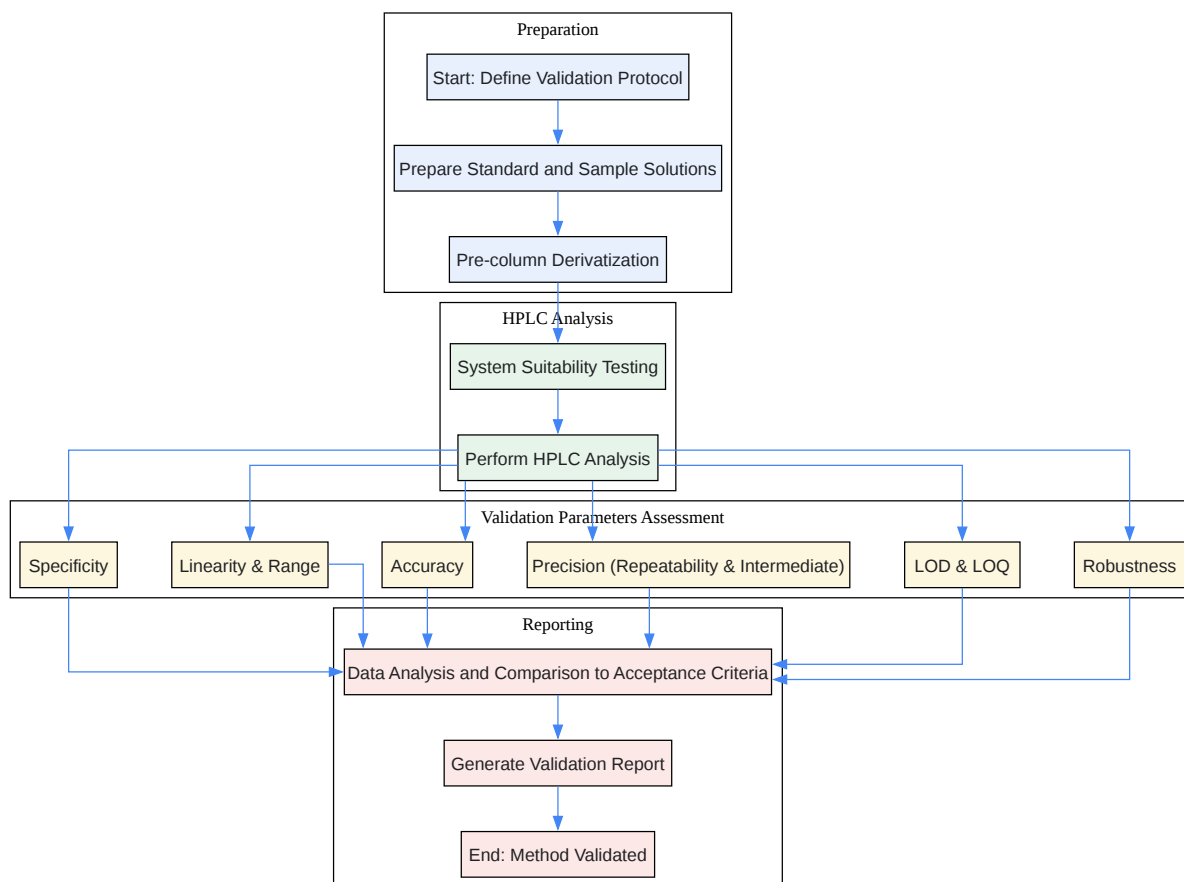 Preparation
Start: Define Validation Protocol
Prepare Standard and Sample Solutions
Pre-column Derivatization
HPLC Analysis
System Suitability Testing
Perform HPLC Analysis
Validation Parameters Assessment
Specificity
Linearity & Range
Accuracy
Precision (Repeatability & Intermediate)
LOD & LOQ
Robustness
Reporting
Data Analysis and Comparison to Acceptance Criteria
Generate Validation Report
End: Method Validated